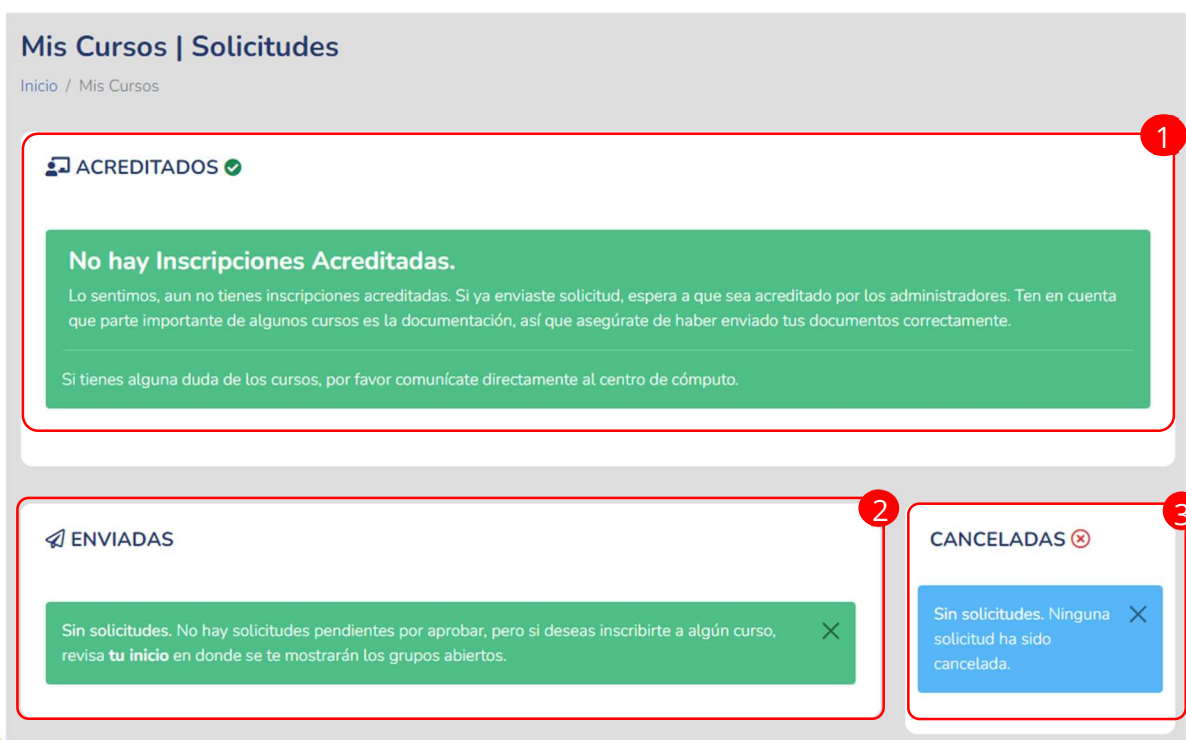 Mis Cursos | Solicitudes
Inicio / Mis Cursos
1
ACREDITADOS
No hay Inscripciones Acreditadas.
Lo sentimos, aun no tienes inscripciones acreditadas. Si ya enviaste solicitud, espera a que sea acreditado por los administradores. Ten en cuenta
que parte importante de algunos cursos es la documentación, así que asegúrate de haber enviado tus documentos correctamente.
Si tienes alguna duda de los cursos, por favor comunícate directamente al centro de cómputo.
2
ENVIADAS
Sin solicitudes. No hay solicitudes pendientes por aprobar, pero si deseas inscribirte a algún curso,
revisa tu inicio en donde se te mostrarán los grupos abiertos.
3
CANCELADAS
Sin solicitudes. Ninguna
solicitud ha sido
cancelada.